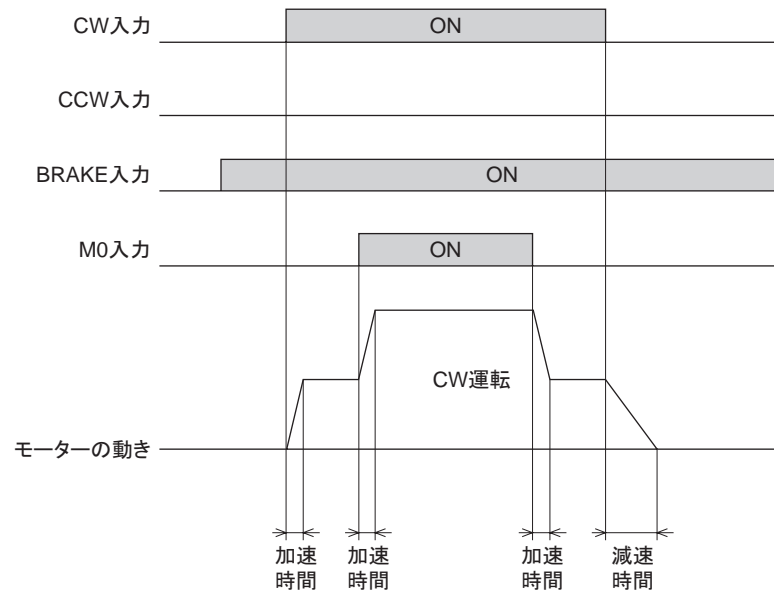 CW入力
ON
CCW入力
BRAKE入力
ON
M0入力
ON
CW運転
モーターの動き
加速
時間
加速
時間
加速
時間
減速
時間